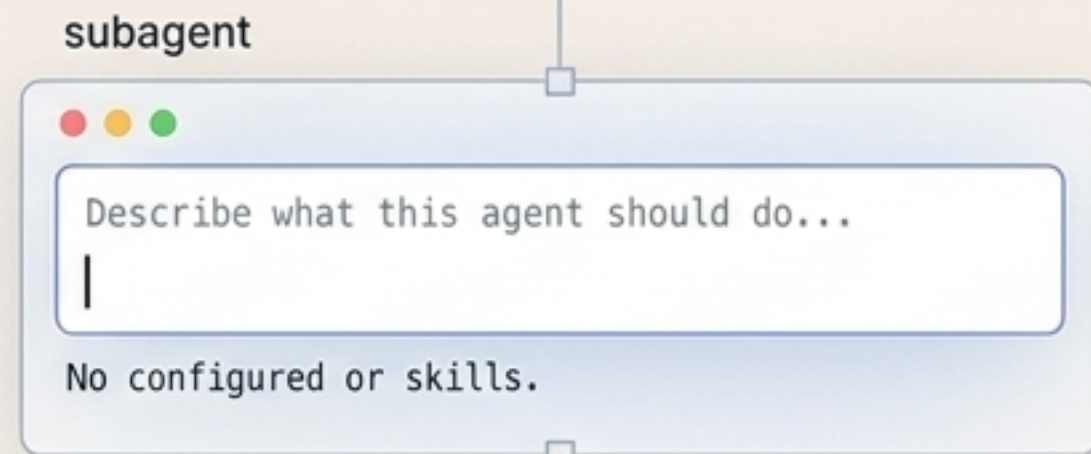 subagent
Describe what this agent should do...
No configured or skills.